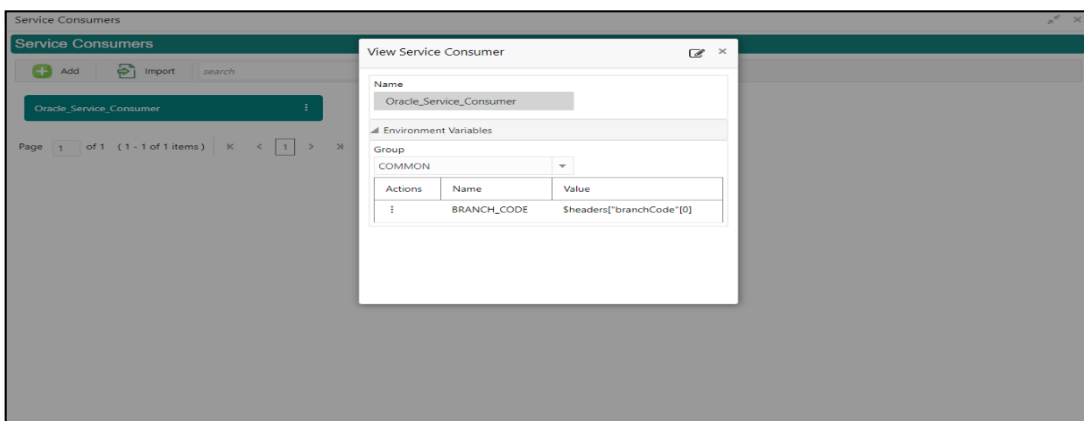 Service Consumers
Service Consumers
Add Import search
Oracle_Service_Consumer
Page 1 of 1 (1 - 1 of 1 items) K < 1 > >|
View Service Consumer ×
Name
Oracle_Service_Consumer
Environment Variables
Group
COMMON
Actions Name Value
BRANCH_CODE $headers["branchCode"[0]